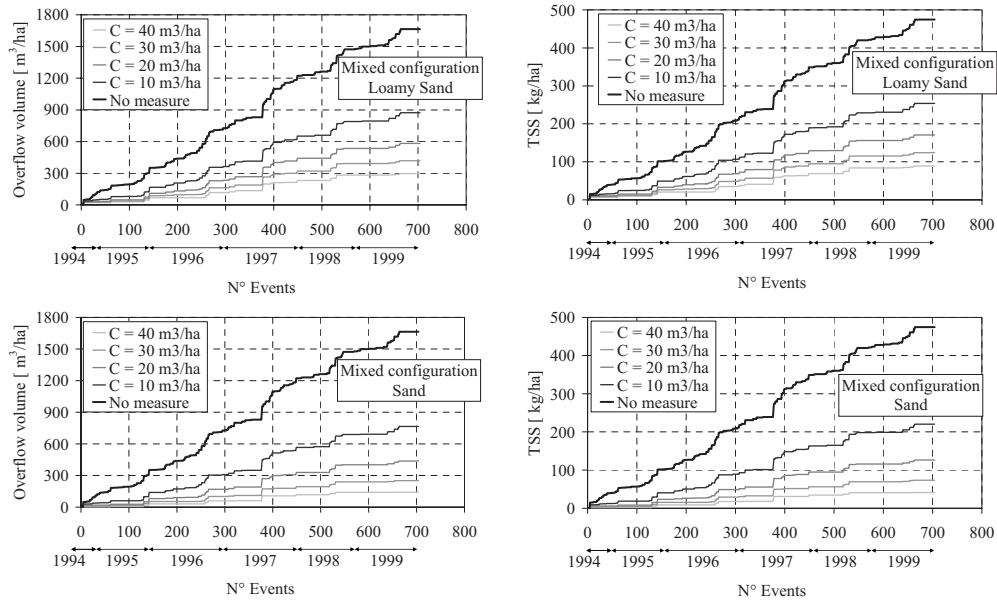 1800
1500
1200
900
600
300
0
Overflow volume [ m³/ha]
C = 40 m3/ha
C = 30 m3/ha
C = 20 m3/ha
C = 10 m3/ha
No measure
Mixed configuration
Loamy Sand
0 100 200 300 400 500 600 700 800
1994 1995 1996 1997 1998 1999
N° Events
500
400
300
200
100
0
TSS [ kg/ha]
C = 40 m3/ha
C = 30 m3/ha
C = 20 m3/ha
C = 10 m3/ha
No measure
Mixed configuration
Loamy Sand
0 100 200 300 400 500 600 700 800
1994 1995 1996 1997 1998 1999
N° Events
1800
1500
1200
900
600
300
0
Overflow volume [ m³/ha]
C = 40 m3/ha
C = 30 m3/ha
C = 20 m3/ha
C = 10 m3/ha
No measure
Mixed configuration
Sand
0 100 200 300 400 500 600 700 800
1994 1995 1996 1997 1998 1999
N° Events
500
400
300
200
100
0
TSS [ kg/ha]
C = 40 m3/ha
C = 30 m3/ha
C = 20 m3/ha
C = 10 m3/ha
No measure
Mixed configuration
Sand
0 100 200 300 400 500 600 700 800
1994 1995 1996 1997 1998 1999
N° Events